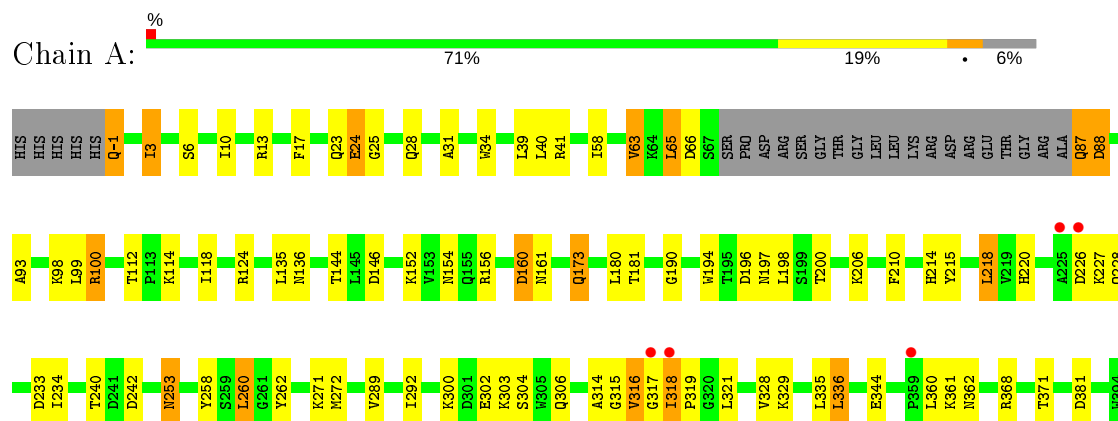 %
Chain A:
71% 19% • 6%
HIS HIS HIS HIS HIS Q-1 I3 S6 I10 R13 F17 Q23 E24 G25 Q28 A31 W34 L39 L40 R41 I58 V63 K64 L65 D66 S67 SER PRO ASP ARG SER GLY THR GLY LEU LEU LYS ARG ASP ARG GLU THR GLY ARG ALA Q87 D88
A93 K98 L99 R100 T112 P113 K114 I118 R124 L135 N136 T144 L145 D146 K152 V153 N154 Q155 R156 D160 N161 Q173 L180 T181 G190 W194 T195 D196 N197 L198 S199 T200 K206 F210 H214 Y215 L218 V219 H220 A225 D226 K227
D233 I234 T240 D241 D242 N253 Y258 S259 L260 G261 Y262 K271 M272 V289 I292 K300 D301 E302 K303 S304 W305 Q306 A314 G315 V316 G317 I318 P319 G320 L321 V328 K329 L335 L336 E344 P359 L360 K361 N362 R368 T371 D381 W394